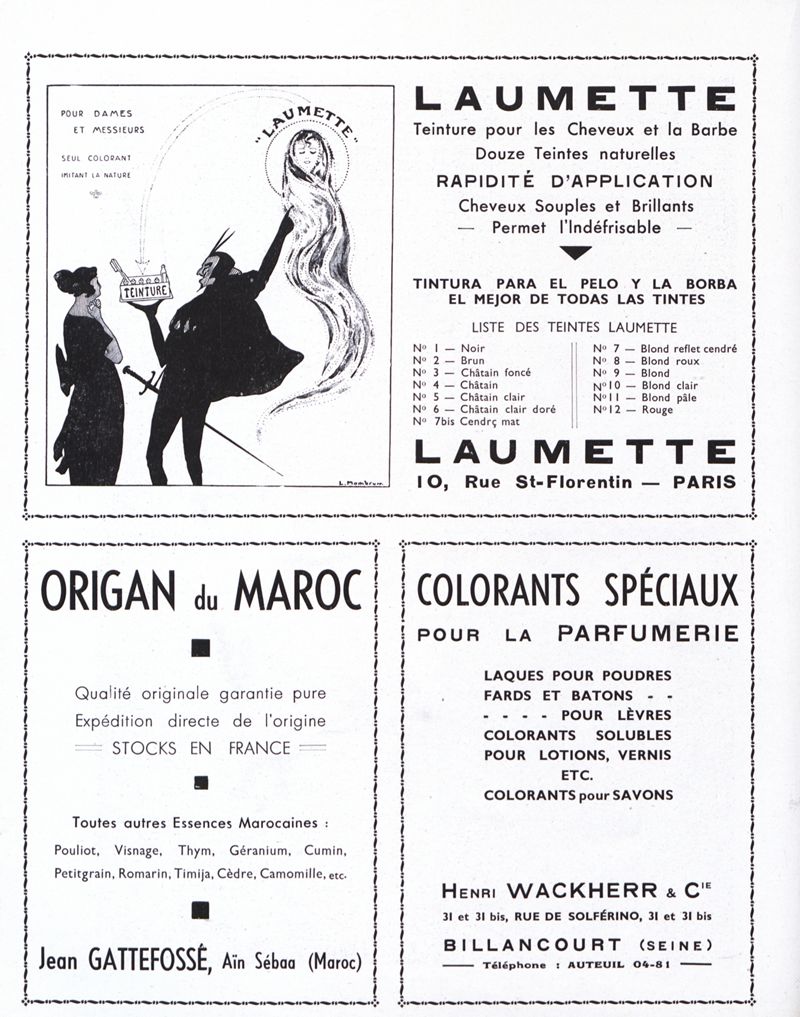 POUR DAMES
ET MESSIEURS
SEUL COLORANT
IMITANT LA NATURE
"LAUMETTE"
TEINTURE
L. Mombrun
LAUMETTE
Teinture pour les Cheveux et la Barbe
Douze Teintes naturelles
RAPIDITÉ D'APPLICATION
Cheveux Souples et Brillants
— Permet l'Indéfrisable —
TINTURA PARA EL PELO Y LA BORBA
EL MEJOR DE TODAS LAS TINTES
LISTE DES TEINTES LAUMETTE
No 1 — Noir
No 2 — Brun
No 3 — Châtain foncé
No 4 — Châtain
No 5 — Châtain clair
No 6 — Châtain clair doré
No 7bis Cendrç mat
No 7 — Blond reflet cendré
No 8 — Blond roux
No 9 — Blond
No 10 — Blond clair
No 11 — Blond pâle
No 12 — Rouge
LAUMETTE
10, Rue St-Florentin — PARIS
ORIGAN du MAROC
Qualité originale garantie pure
Expédition directe de l'origine
STOCKS EN FRANCE
Toutes autres Essences Marocaines :
Pouliot, Visnage, Thym, Géranium, Cumin,
Petitgrain, Romarin, Timija, Cèdre, Camomille, etc.
Jean GATTEFOSSÉ, Aïn Sébaa (Maroc)
COLORANTS SPÉCIAUX
POUR LA PARFUMERIE
LAQUES POUR POUDRES
FARDS ET BATONS - -
- - - - POUR LÈVRES
COLORANTS SOLUBLES
POUR LOTIONS, VERNIS
ETC.
COLORANTS pour SAVONS
HENRI WACKHERR & CIE
31 et 31 bis, RUE DE SOLFÉRINO, 31 et 31 bis
BILLANCOURT (SEINE)
— Téléphone : AUTEUIL 04-81 —